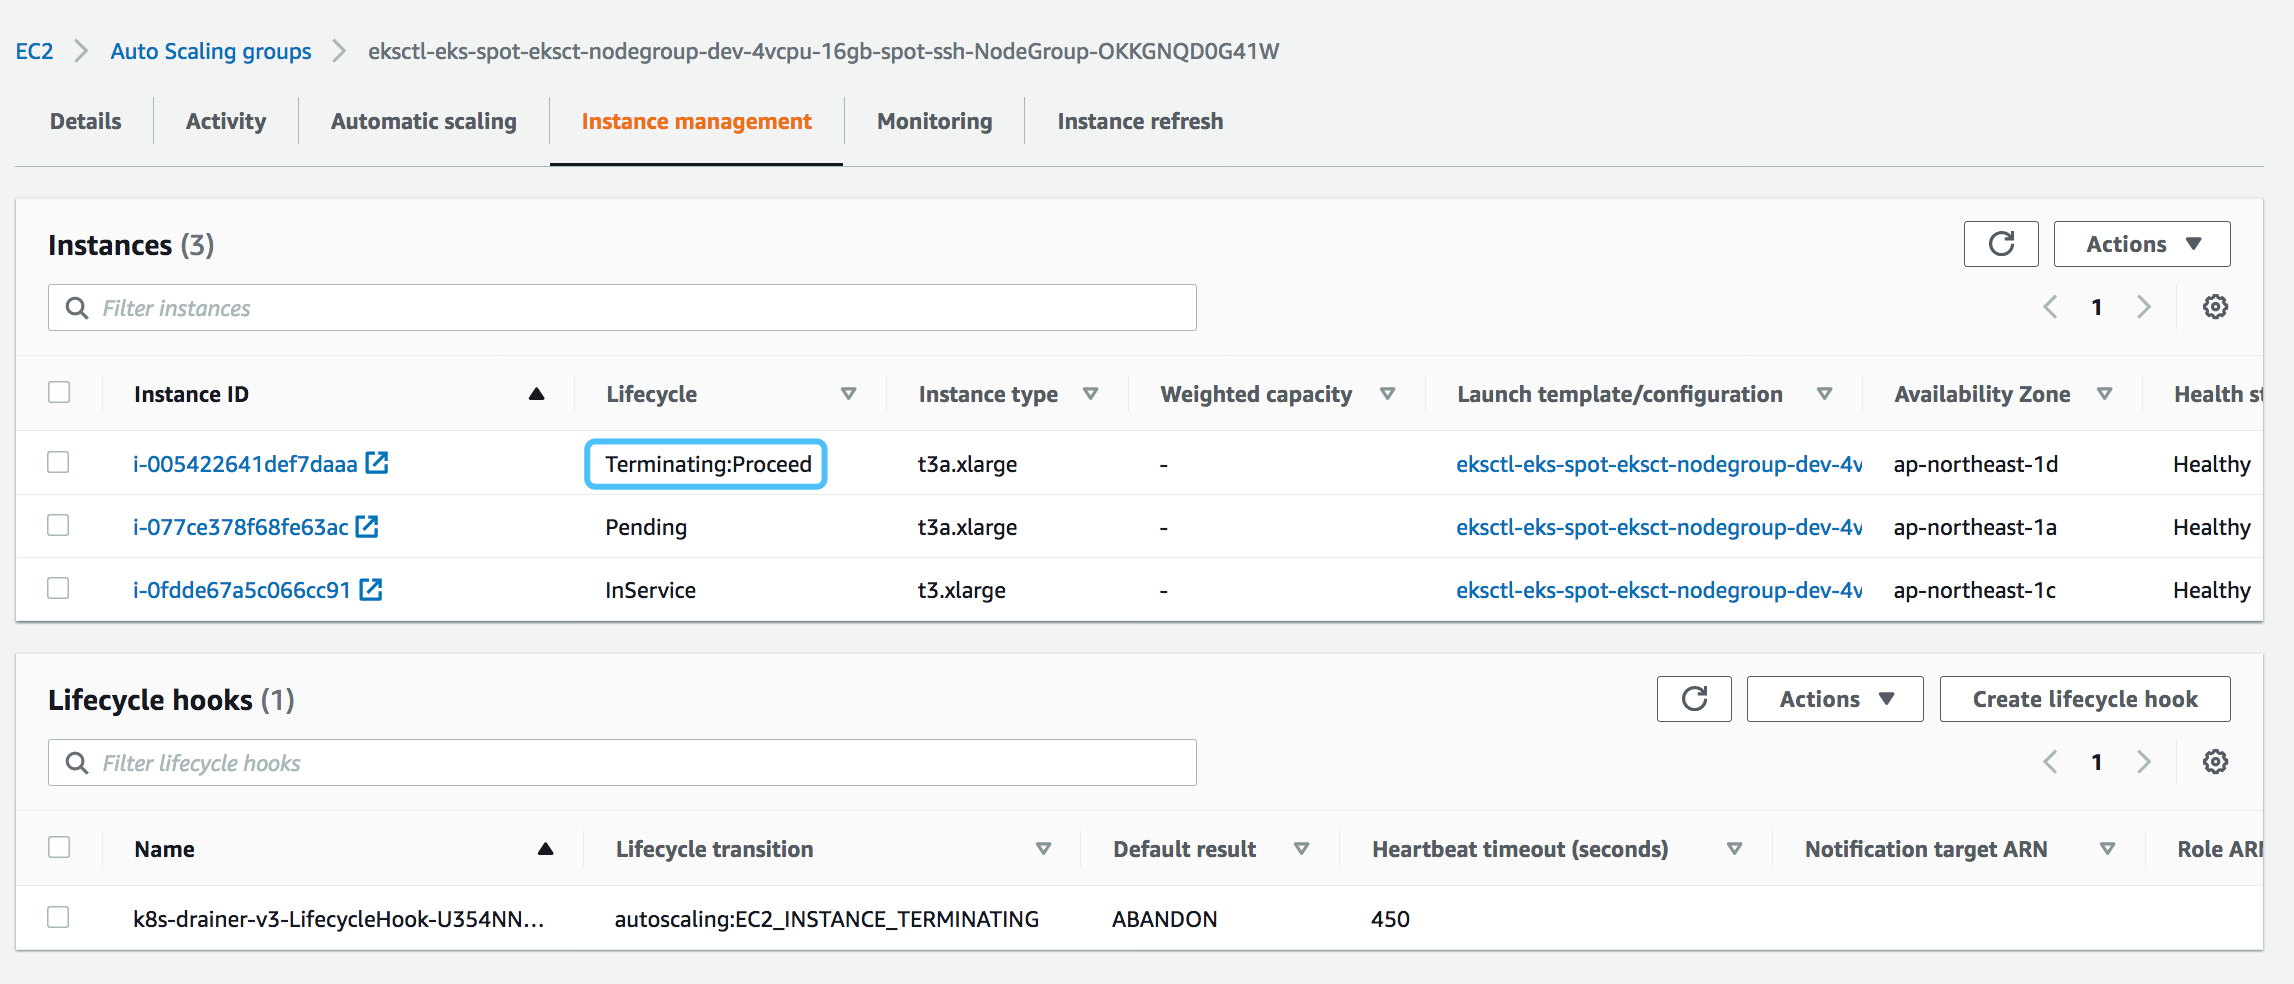 EC2 > Auto Scaling groups > eksctl-eks-spot-eksct-nodegroup-dev-4vcpu-16gb-spot-ssh-NodeGroup-OKKGNQD0G41W
Details Activity Automatic scaling Instance management Monitoring Instance refresh
Instances (3) Actions
Filter instances 1
Instance ID Lifecycle Instance type Weighted capacity Launch template/configuration Availability Zone Health st
i-005422641def7daaa Terminating:Proceed t3a.xlarge - eksctl-eks-spot-eksct-nodegroup-dev-4v ap-northeast-1d Healthy
i-077ce378f68fe63ac Pending t3a.xlarge - eksctl-eks-spot-eksct-nodegroup-dev-4v ap-northeast-1a Healthy
i-0fdde67a5c066cc91 InService t3.xlarge - eksctl-eks-spot-eksct-nodegroup-dev-4v ap-northeast-1c Healthy
Lifecycle hooks (1) Actions Create lifecycle hook
Filter lifecycle hooks 1
Name Lifecycle transition Default result Heartbeat timeout (seconds) Notification target ARN Role ARN
k8s-drainer-v3-LifecycleHook-U354NN... autoscaling:EC2_INSTANCE_TERMINATING ABANDON 450